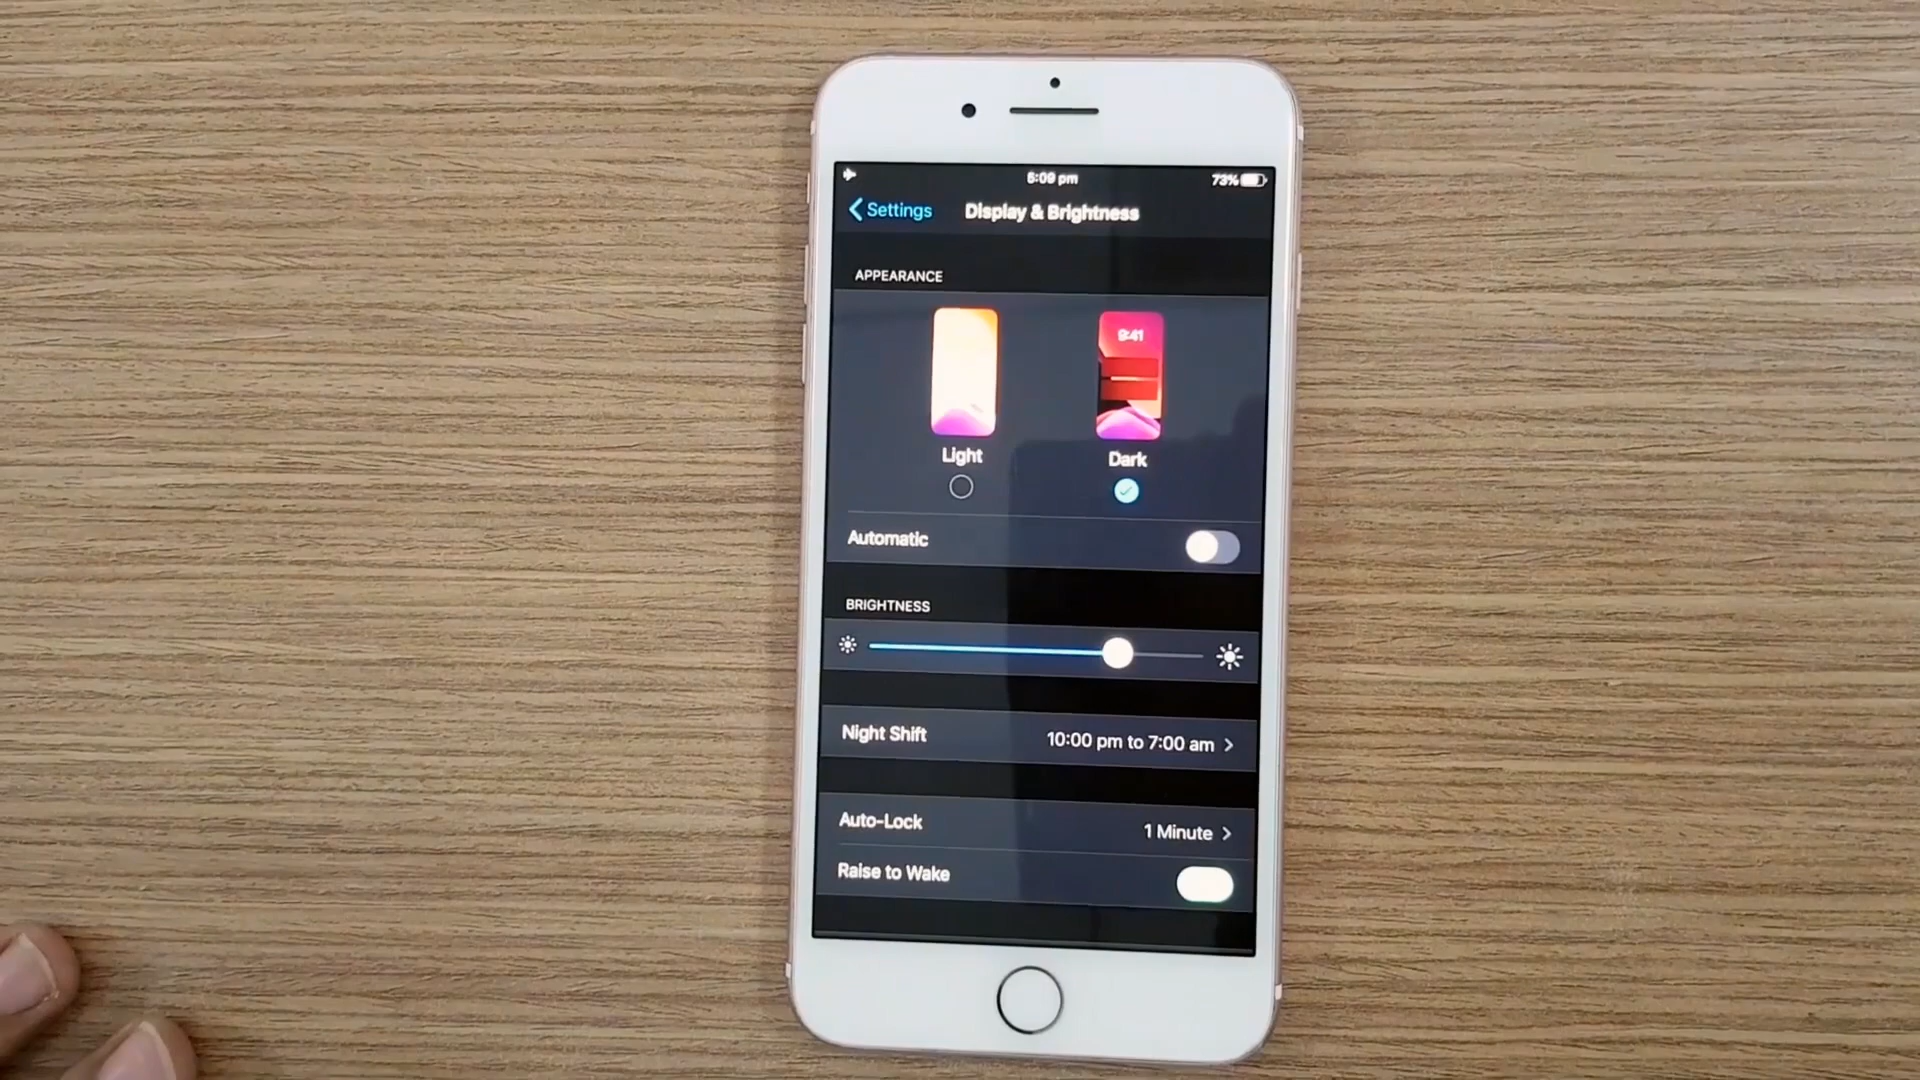 6:09 pm
73%
Settings
Display & Brightness
APPEARANCE
9:41
Light
Dark
Automatic
BRIGHTNESS
Night Shift 10:00 pm to 7:00 am
Auto-Lock 1 Minute
Raise to Wake